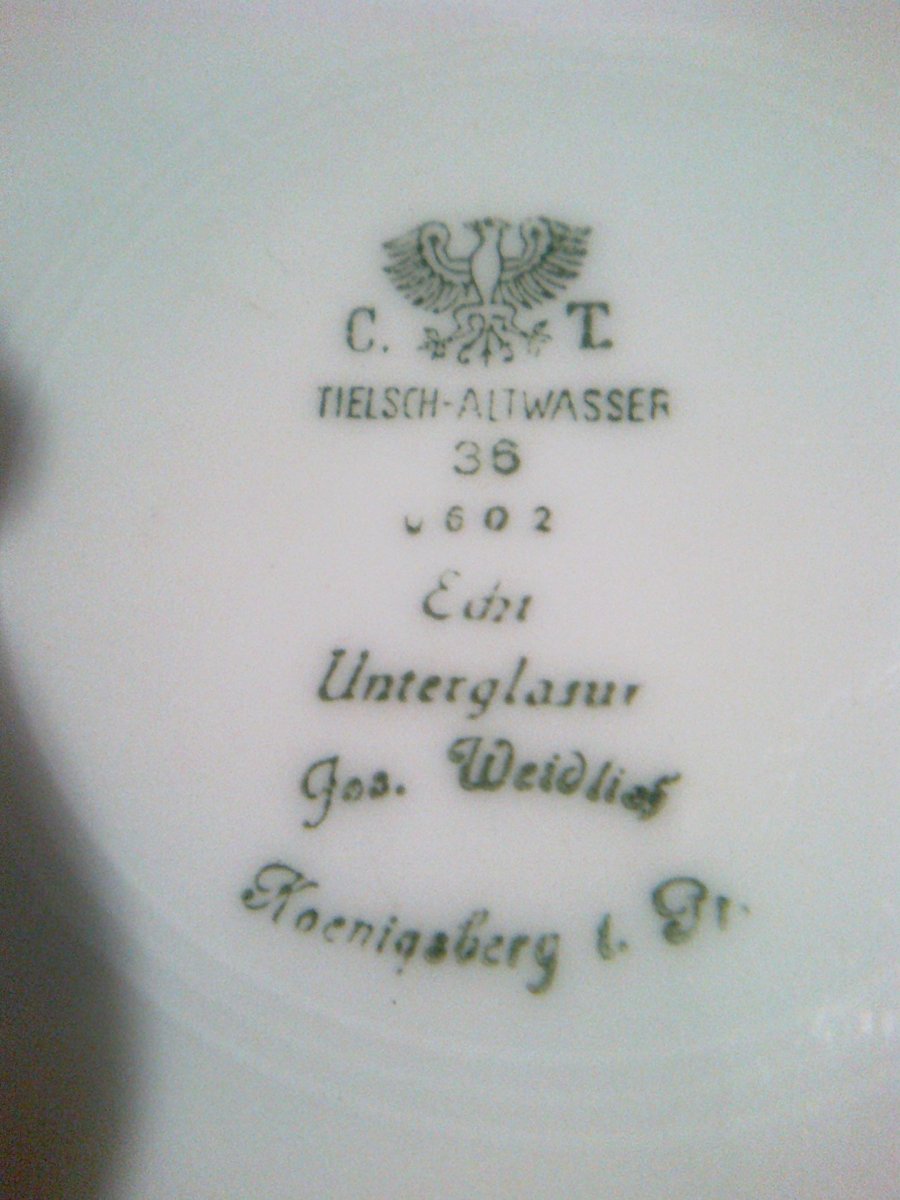 C. T.
TIELSCH-ALTWASSER
36
602
Echt
Unterglasur
Jos. Weidlich
Koenigsberg i. Pr.